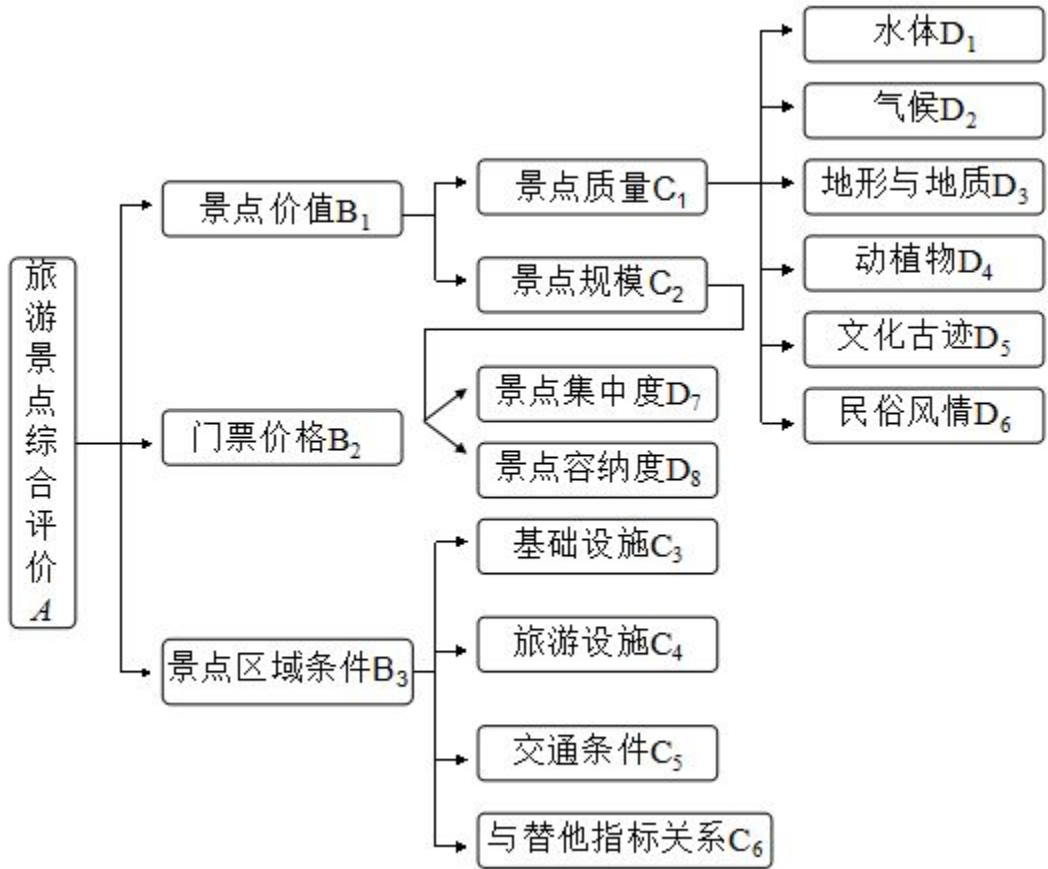 旅游景点综合评价A
景点价值B₁
门票价格B₂
景点区域条件B₃
景点质量C₁
景点规模C₂
景点集中度D₇
景点容纳度D₈
基础设施C₃
旅游设施C₄
交通条件C₅
与替他指标关系C₆
水体D₁
气候D₂
地形与地质D₃
动植物D₄
文化古迹D₅
民俗风情D₆